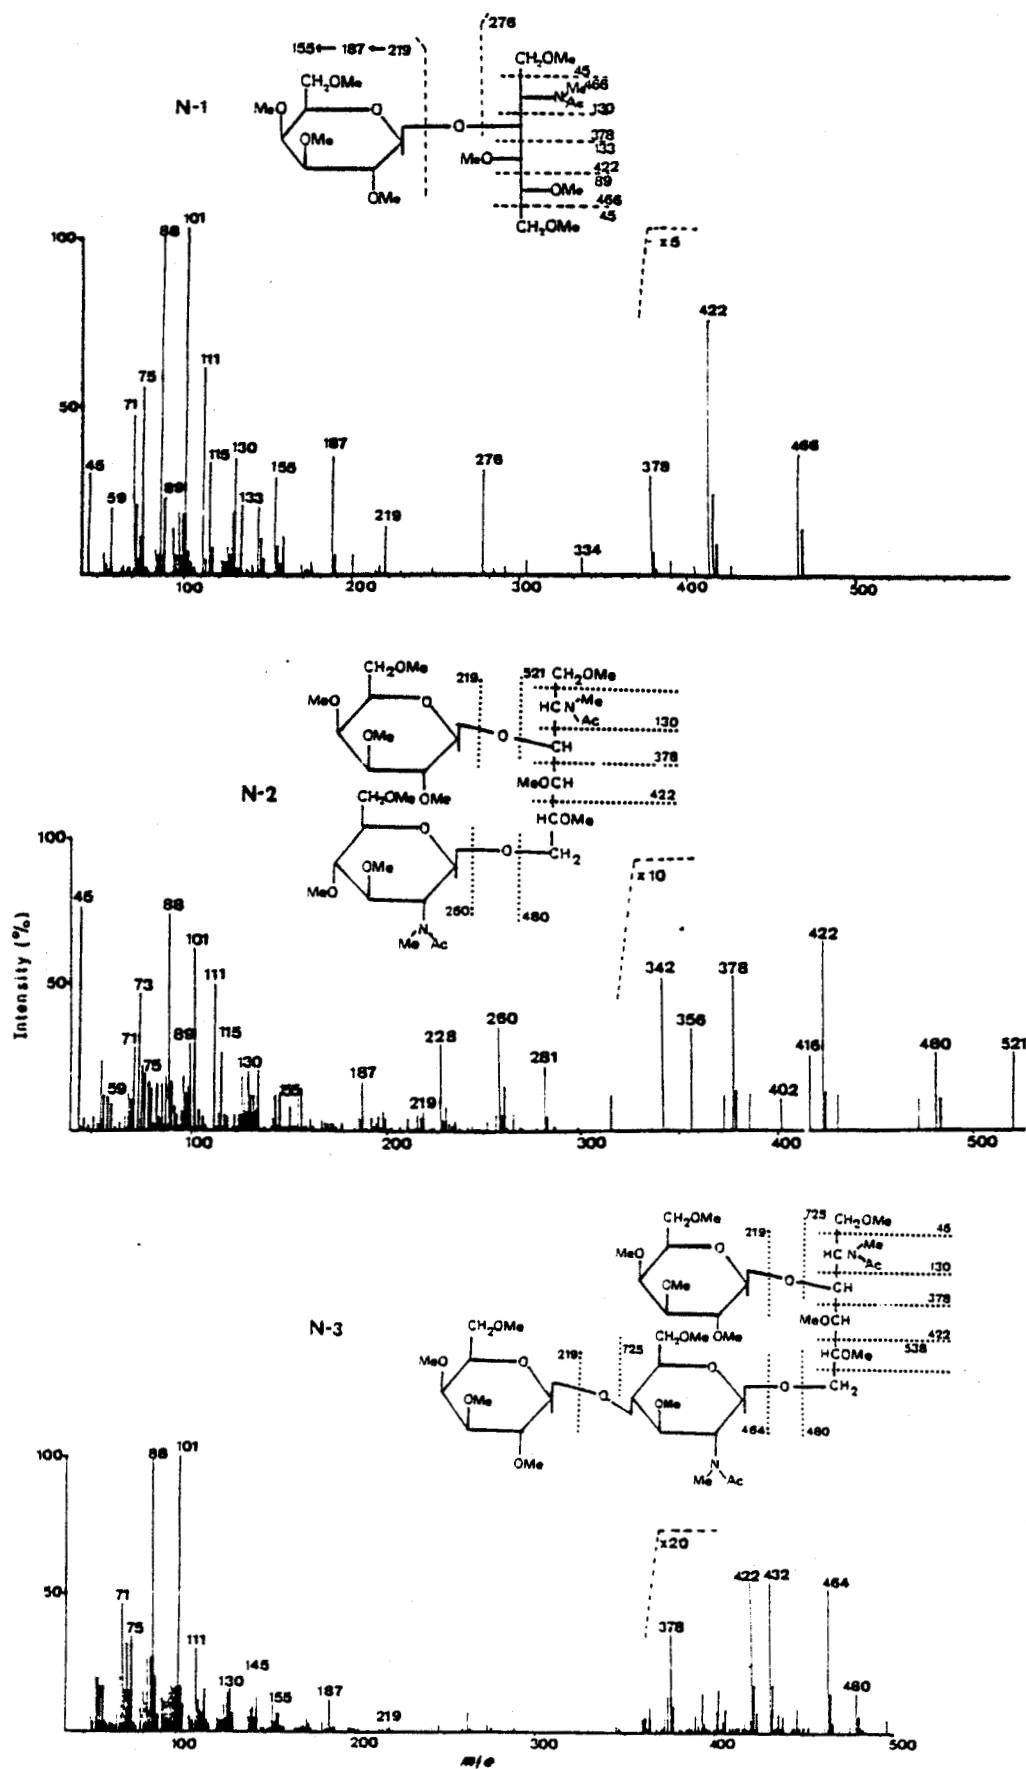 276
155← 187 ← 219
CH₂OMe
45
CH₂OMe
Me 466
N
Ac
N-1
MeO
O
130
OMe
O
378
133
MeO
422
89
OMe
OMe
466
45
CH₂OMe
101
100
88
x 5
422
111
75
71
50
466
187
130
115
276
378
45
155
89
133
59
219
334
100
200
300
400
500
CH₂OMe
219
521
CH₂OMe
MeO
O
HC N Me
Ac
130
OMe
O
CH
378
MeOCH
N-2
CH₂OMe
OMe
422
HCOMe
O
100
OMe
O
CH₂
x 10
MeO
45
88
260
480
N
Me
Ac
101
422
Intensity (%)
111
342
378
50
73
260
356
115
228
416
480
521
71
89
75
130
281
187
59
155
219
402
100
200
300
400
500
CH₂OMe
219
725
CH₂OMe
45
MeO
O
HC N Me
Ac
130
O
CH
OMe
378
MeOCH
N-3
CH₂OMe
CH₂OMe
OMe
422
219
725
HCOMe
538
MeO
O
O
O
CH₂
OMe
O
OMe
464
480
OMe
N
Me
Ac
100
88
101
x20
50
71
422
432
464
75
378
111
145
130
155
187
480
219
100
200
300
400
500
m/e